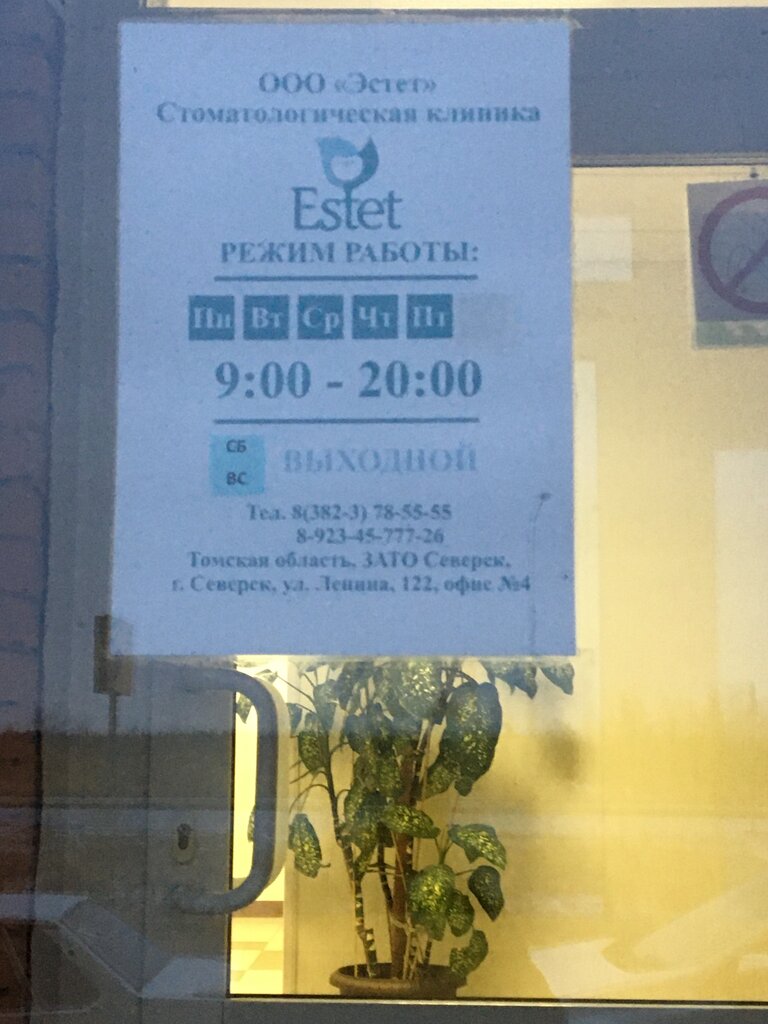 ООО «Эстет»
Стоматологическая клиника
Estet
РЕЖИМ РАБОТЫ:
Пн Вт Ср Чт Пт
9:00 - 20:00
СБ
ВС
ВЫХОДНОЙ
Тел. 8(382-3) 78-55-55
8-923-45-777-26
Томская область, ЗАТО Северск,
г. Северск, ул. Ленина, 122, офис №4